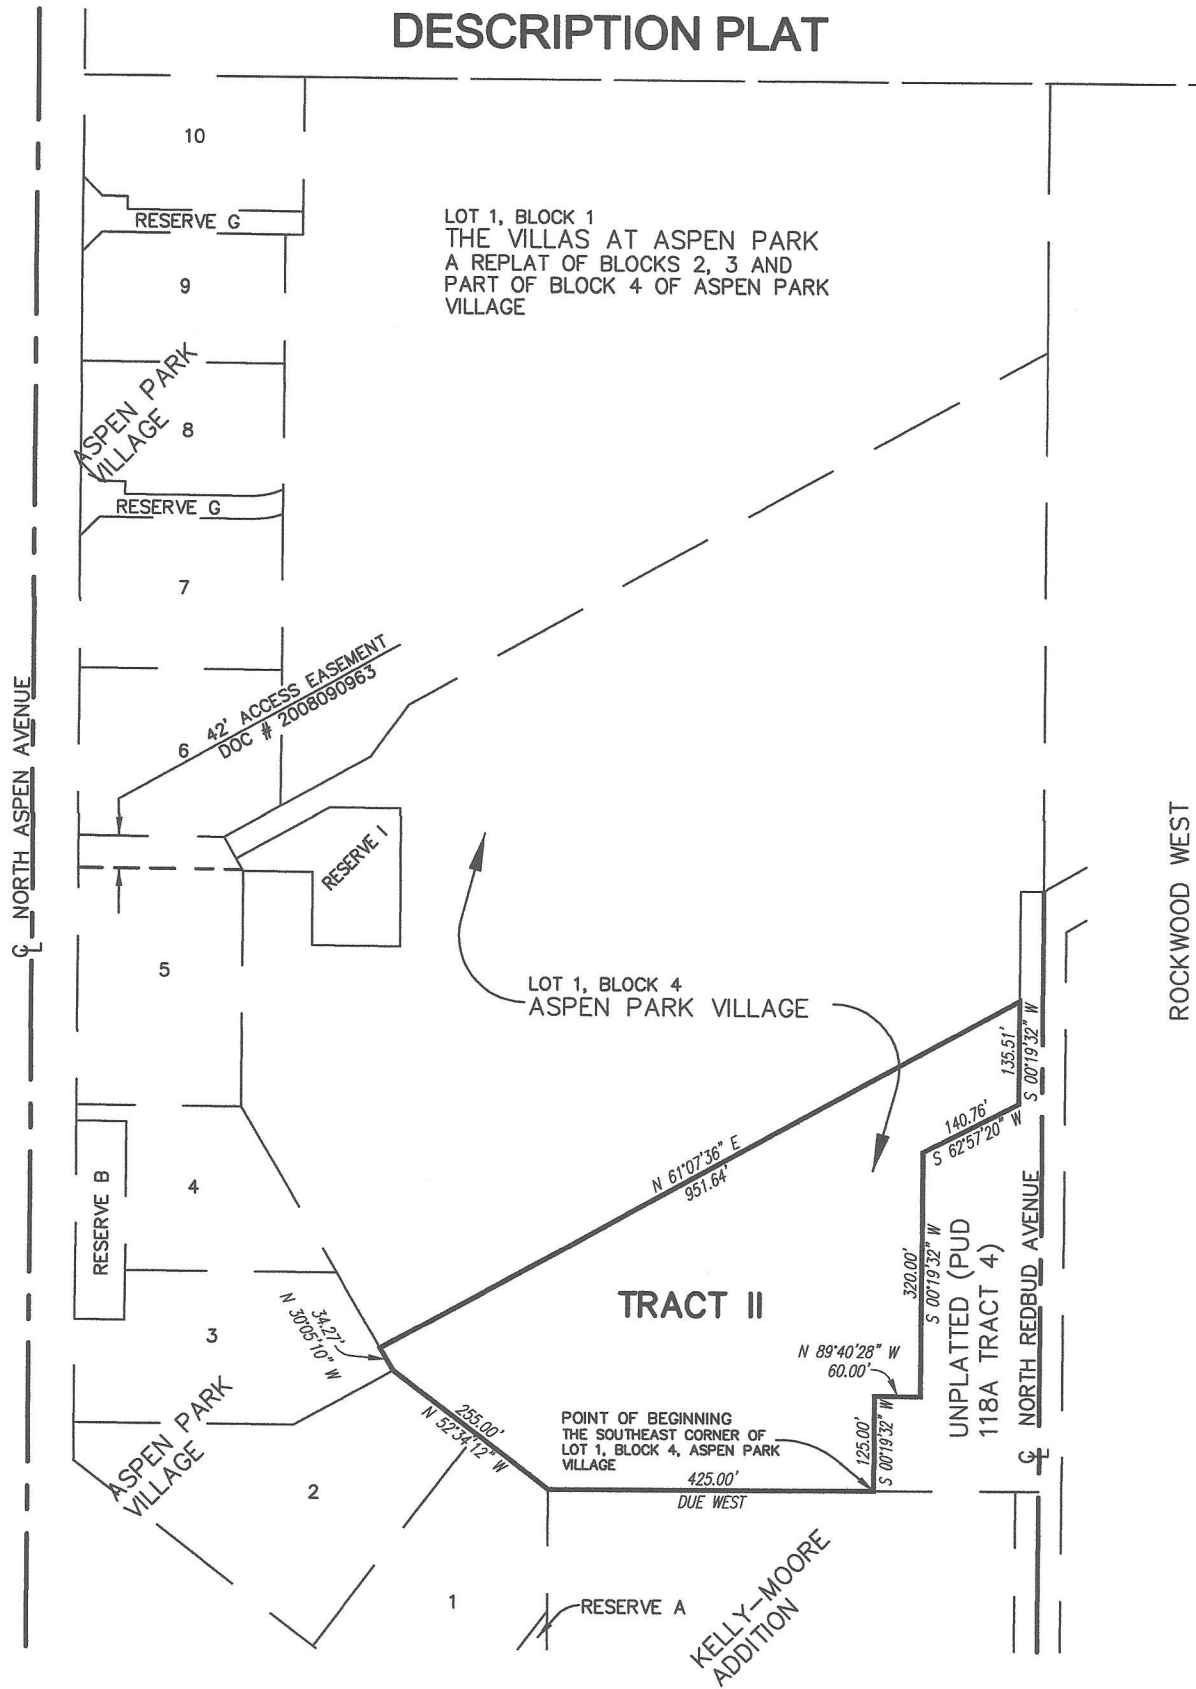 DESCRIPTION PLAT
10
RESERVE G
LOT 1, BLOCK 1
THE VILLAS AT ASPEN PARK
A REPLAT OF BLOCKS 2, 3 AND
PART OF BLOCK 4 OF ASPEN PARK
VILLAGE
9
ASPEN PARK
VILLAGE
8
RESERVE G
7
42' ACCESS EASEMENT
DOC # 2008090963
6
NORTH ASPEN AVENUE
℄
RESERVE I
5
ROCKWOOD WEST
LOT 1, BLOCK 4
ASPEN PARK VILLAGE
135.51'
S 00°19'32" W
140.76'
S 62°57'20" W
N 61°07'36" E
951.64'
RESERVE B
4
320.00'
S 00°19'32" W
UNPLATTED (PUD
118A TRACT 4)
NORTH REDBUD AVENUE
℄
TRACT II
34.27'
N 30°05'10" W
3
N 89°40'28" W
60.00'
255.00'
N 52°34'12" W
POINT OF BEGINNING
THE SOUTHEAST CORNER OF
LOT 1, BLOCK 4, ASPEN PARK
VILLAGE
125.00'
S 00°19'32" W
425.00'
DUE WEST
ASPEN PARK
VILLAGE
2
1
RESERVE A
KELLY-MOORE
ADDITION